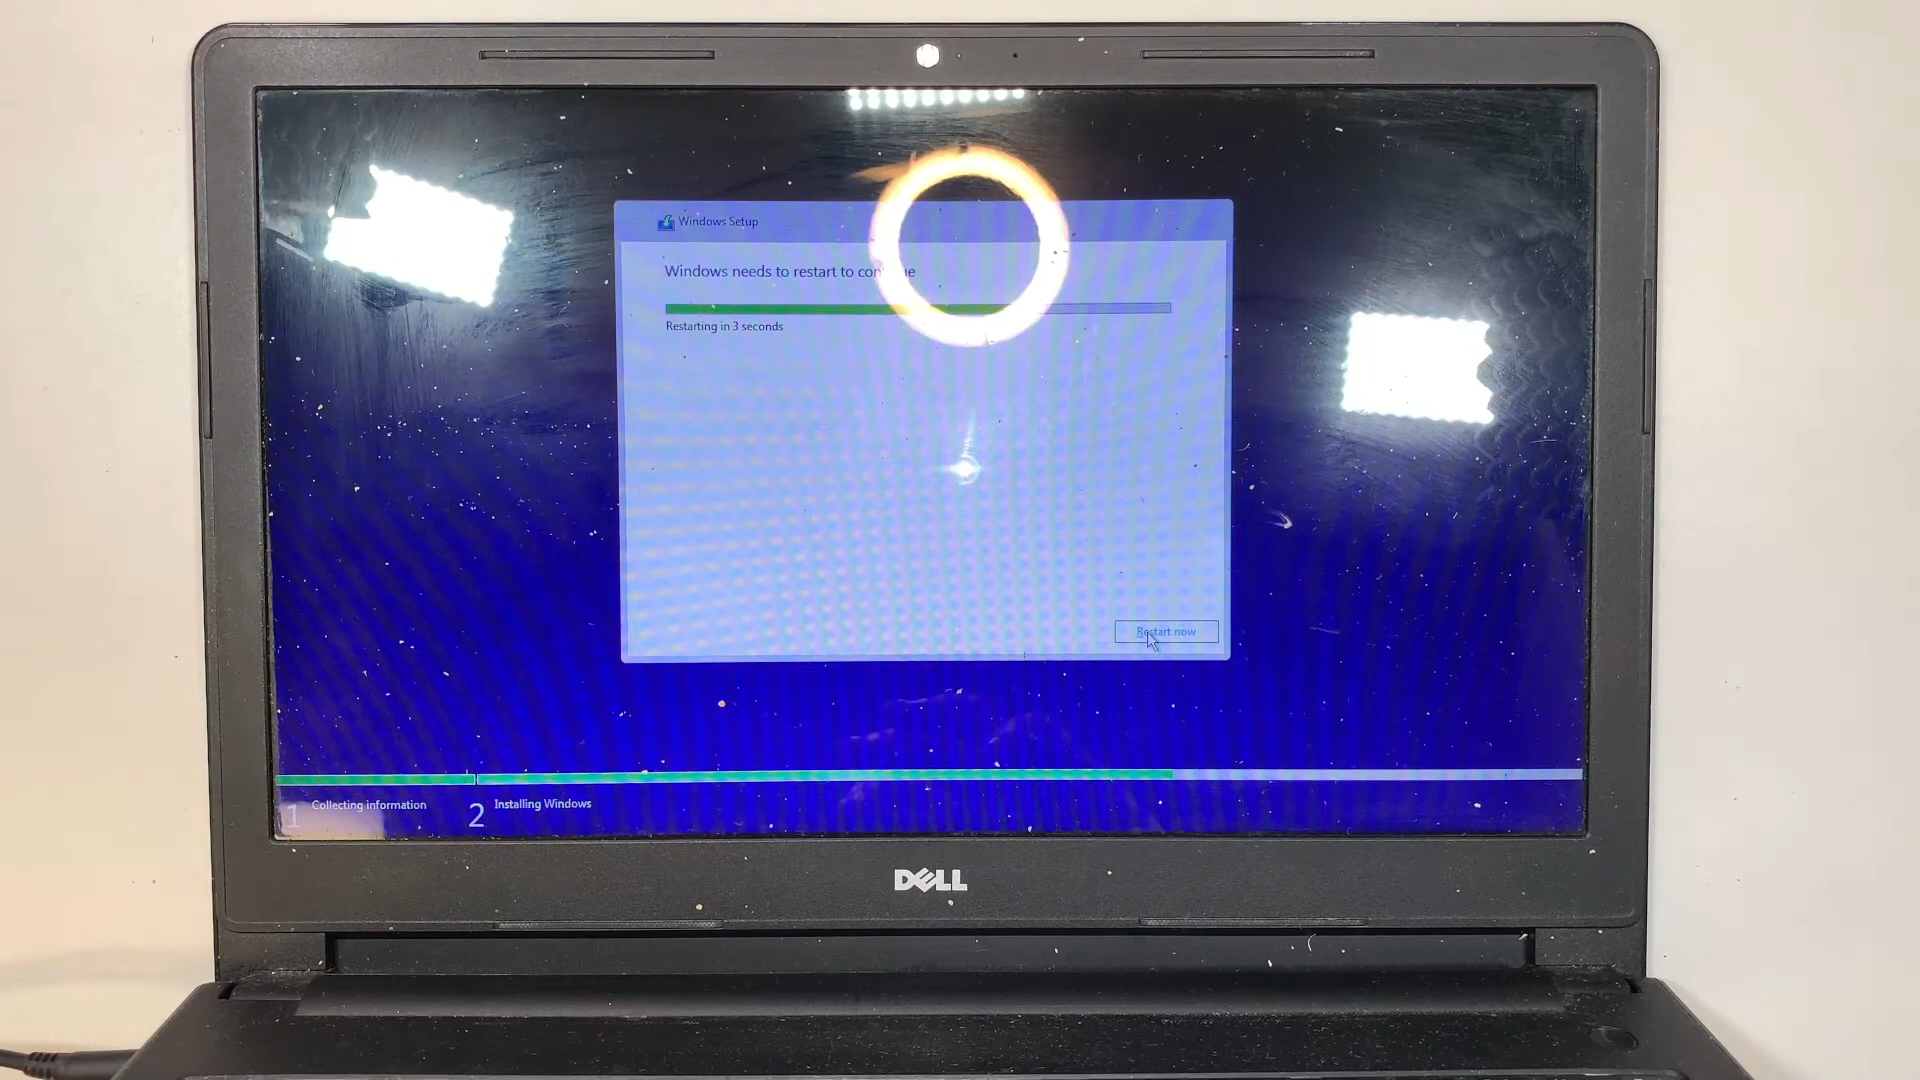 Windows Setup
Windows needs to restart to continue
Restarting in 3 seconds
Restart now
1 Collecting information
2 Installing Windows
DELL